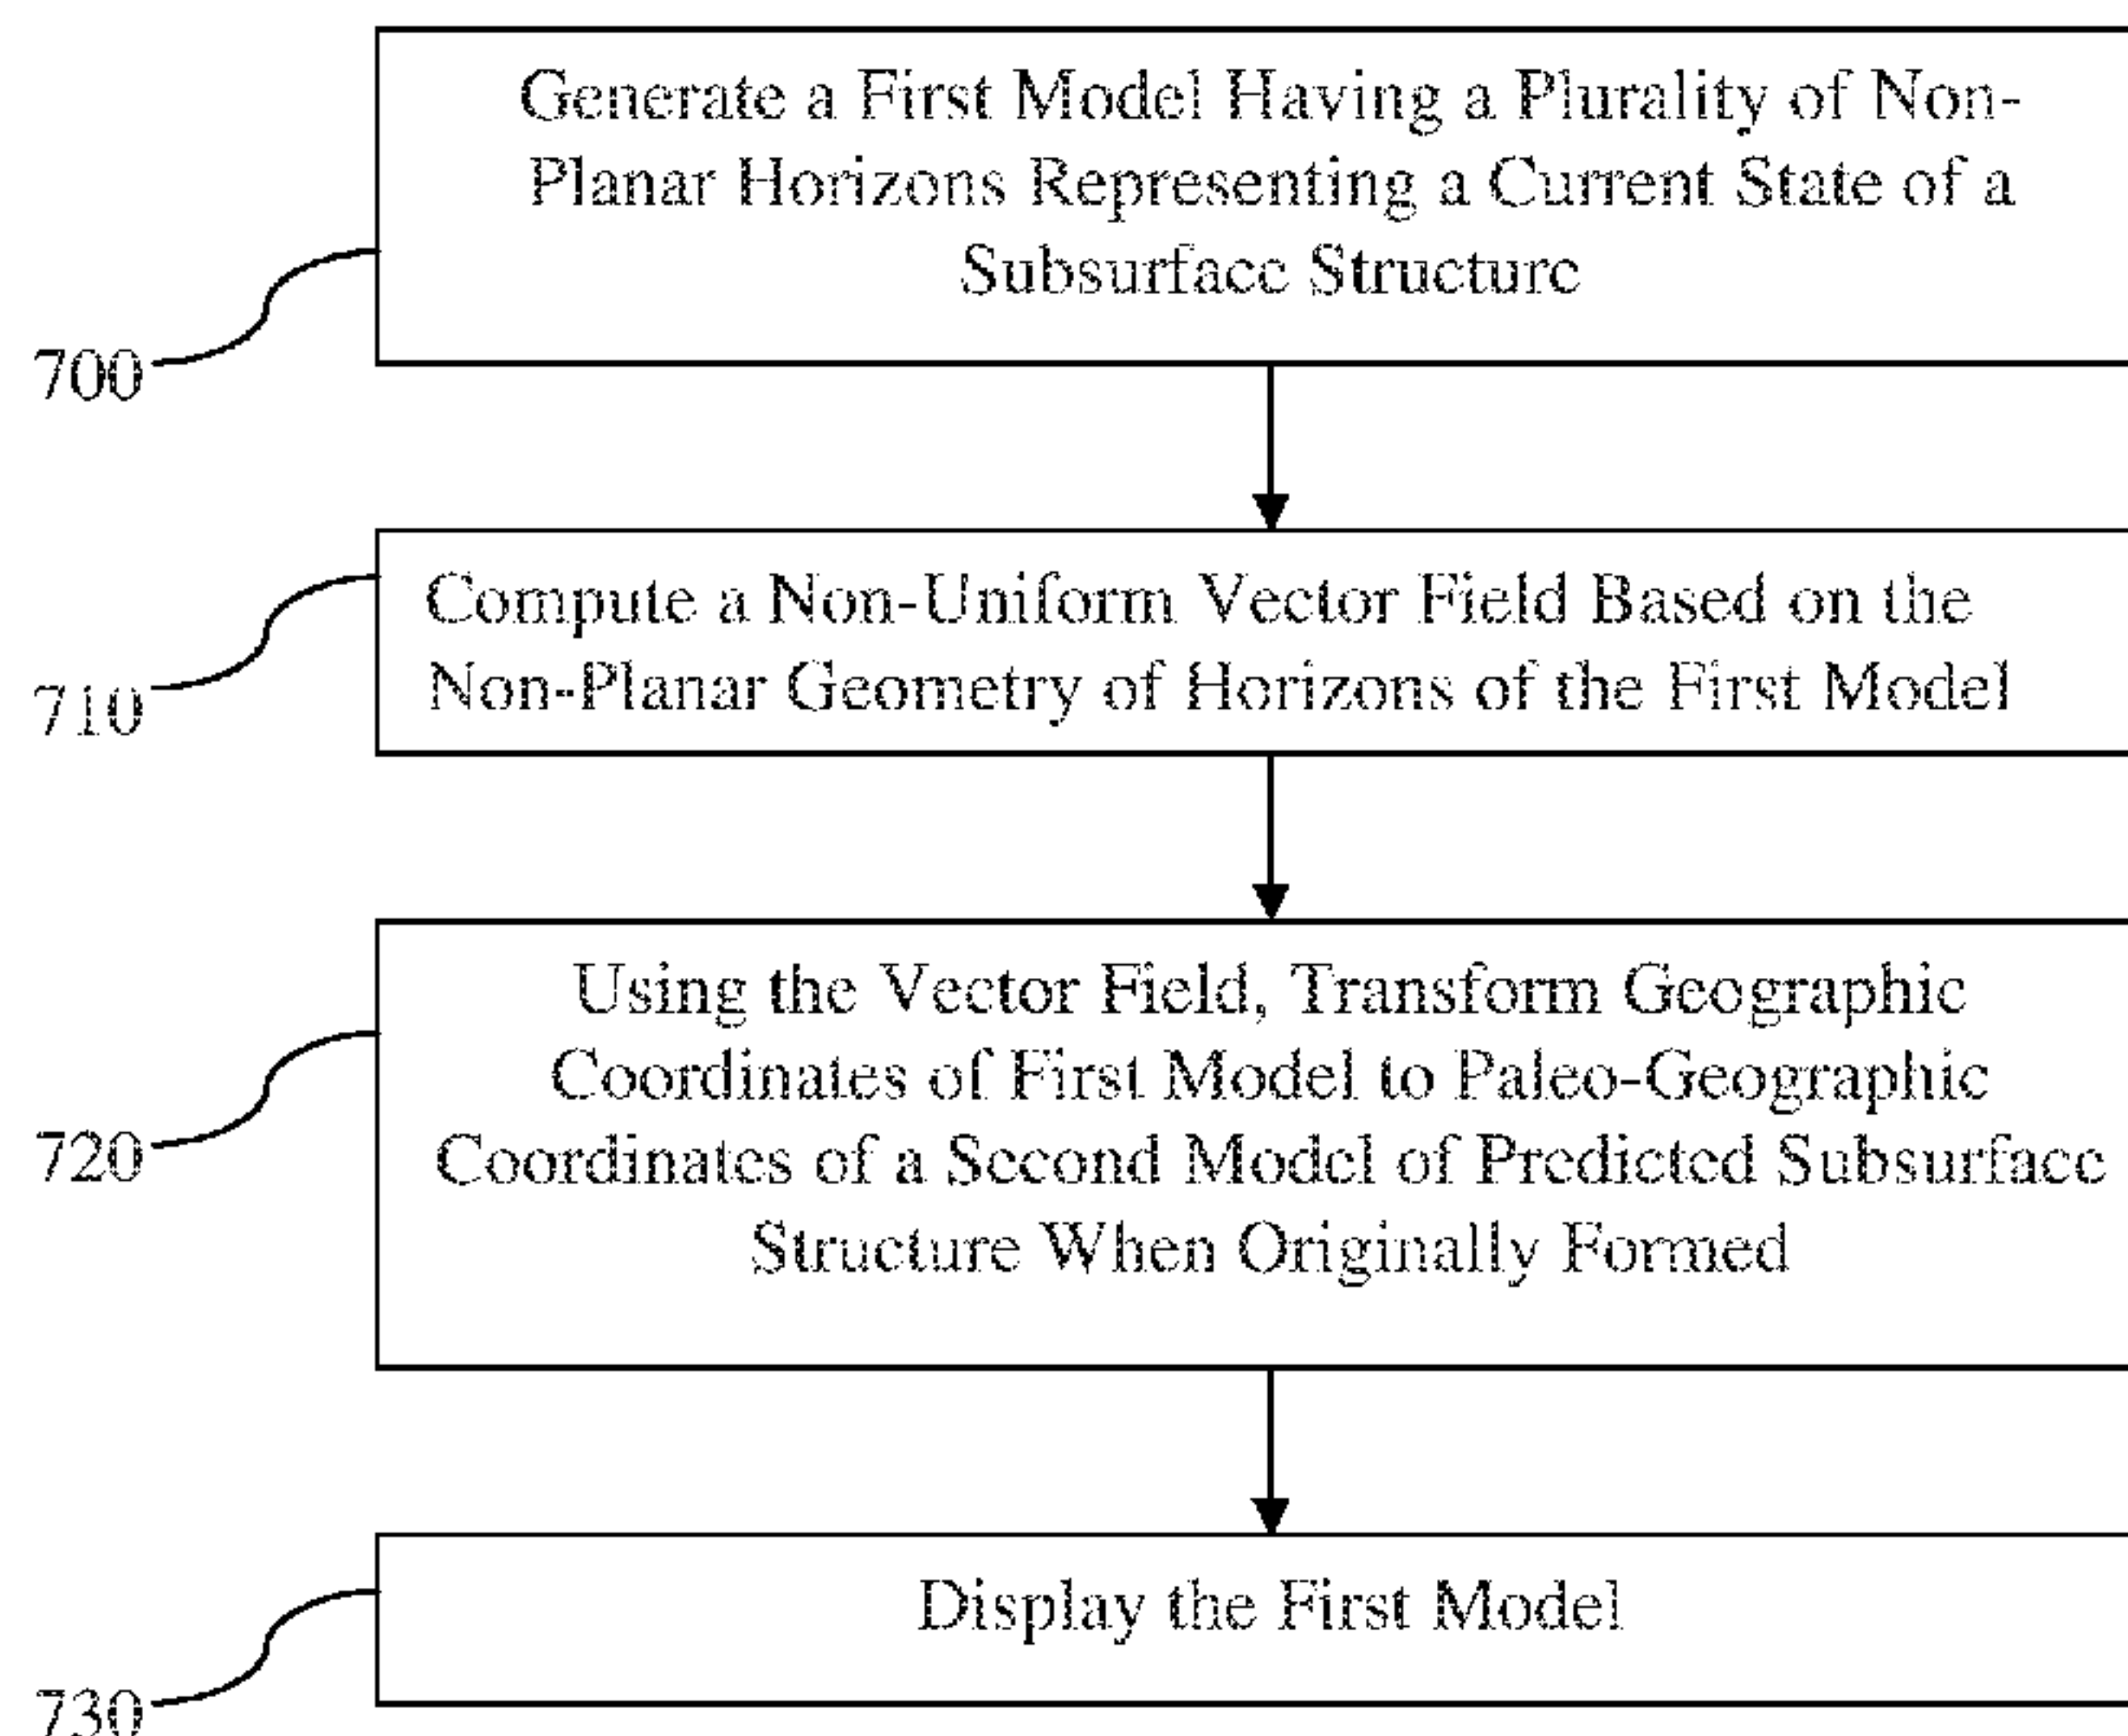 Generate a First Model Having a Plurality of Non-
Planar Horizons Representing a Current State of a
Subsurface Structure
700
Compute a Non-Uniform Vector Field Based on the
Non-Planar Geometry of Horizons of the First Model
710
Using the Vector Field, Transform Geographic
Coordinates of First Model to Paleo-Geographic
Coordinates of a Second Model of Predicted Subsurface
Structure When Originally Formed
720
Display the First Model
730